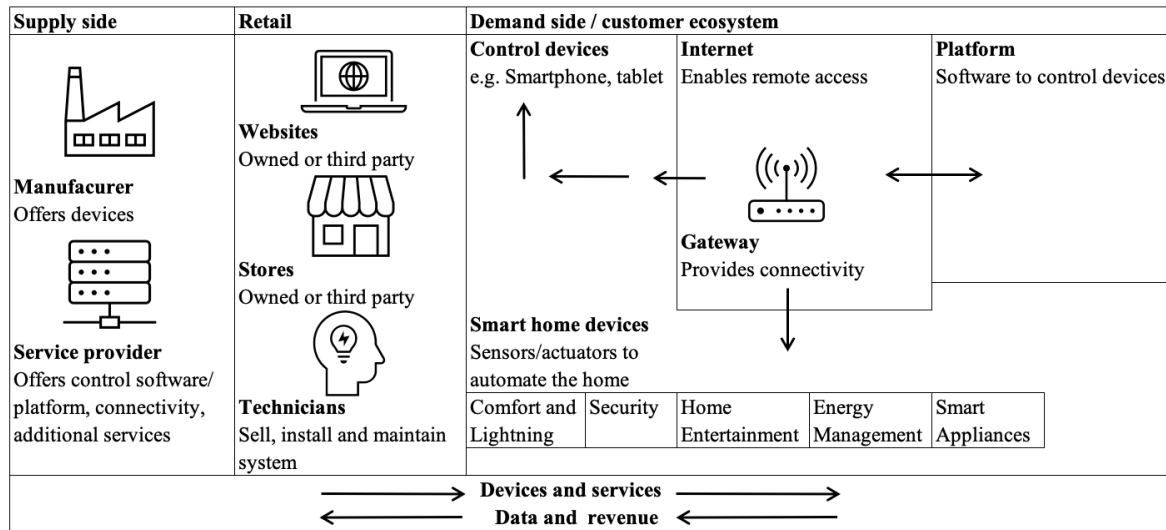 Supply side
Manufacurer
Offers devices
Service provider
Offers control software/
platform, connectivity,
additional services
Retail
Websites
Owned or third party
Stores
Owned or third party
Technicians
Sell, install and maintain
system
Demand side / customer ecosystem
Control devices
e.g. Smartphone, tablet
Internet
Enables remote access
Platform
Software to control devices
Gateway
Provides connectivity
Smart home devices
Sensors/actuators to
automate the home
Comfort and
Lightning
Security
Home
Entertainment
Energy
Management
Smart
Appliances
Devices and services
Data and revenue